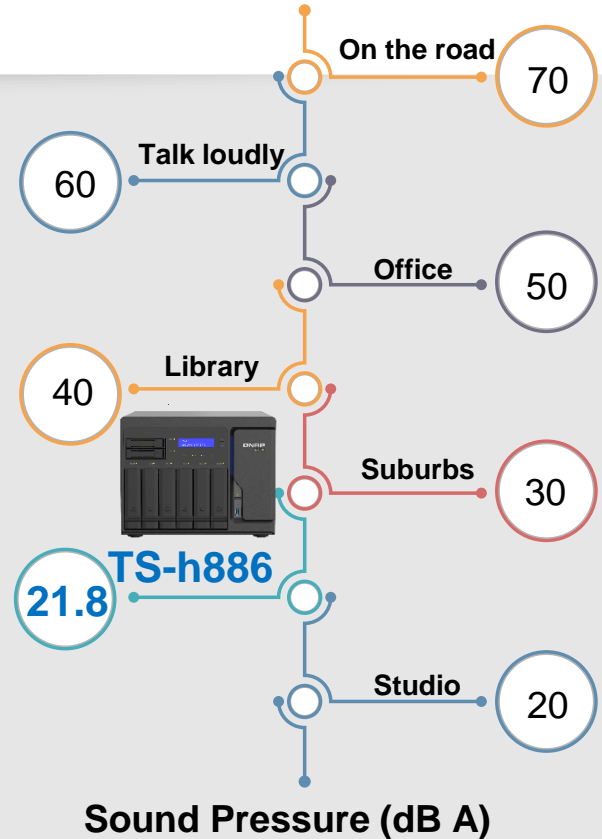 On the road
70
Talk loudly
60
Office
50
Library
40
QNAP
Suburbs
30
TS-h886
21.8
Studio
20
Sound Pressure (dB A)